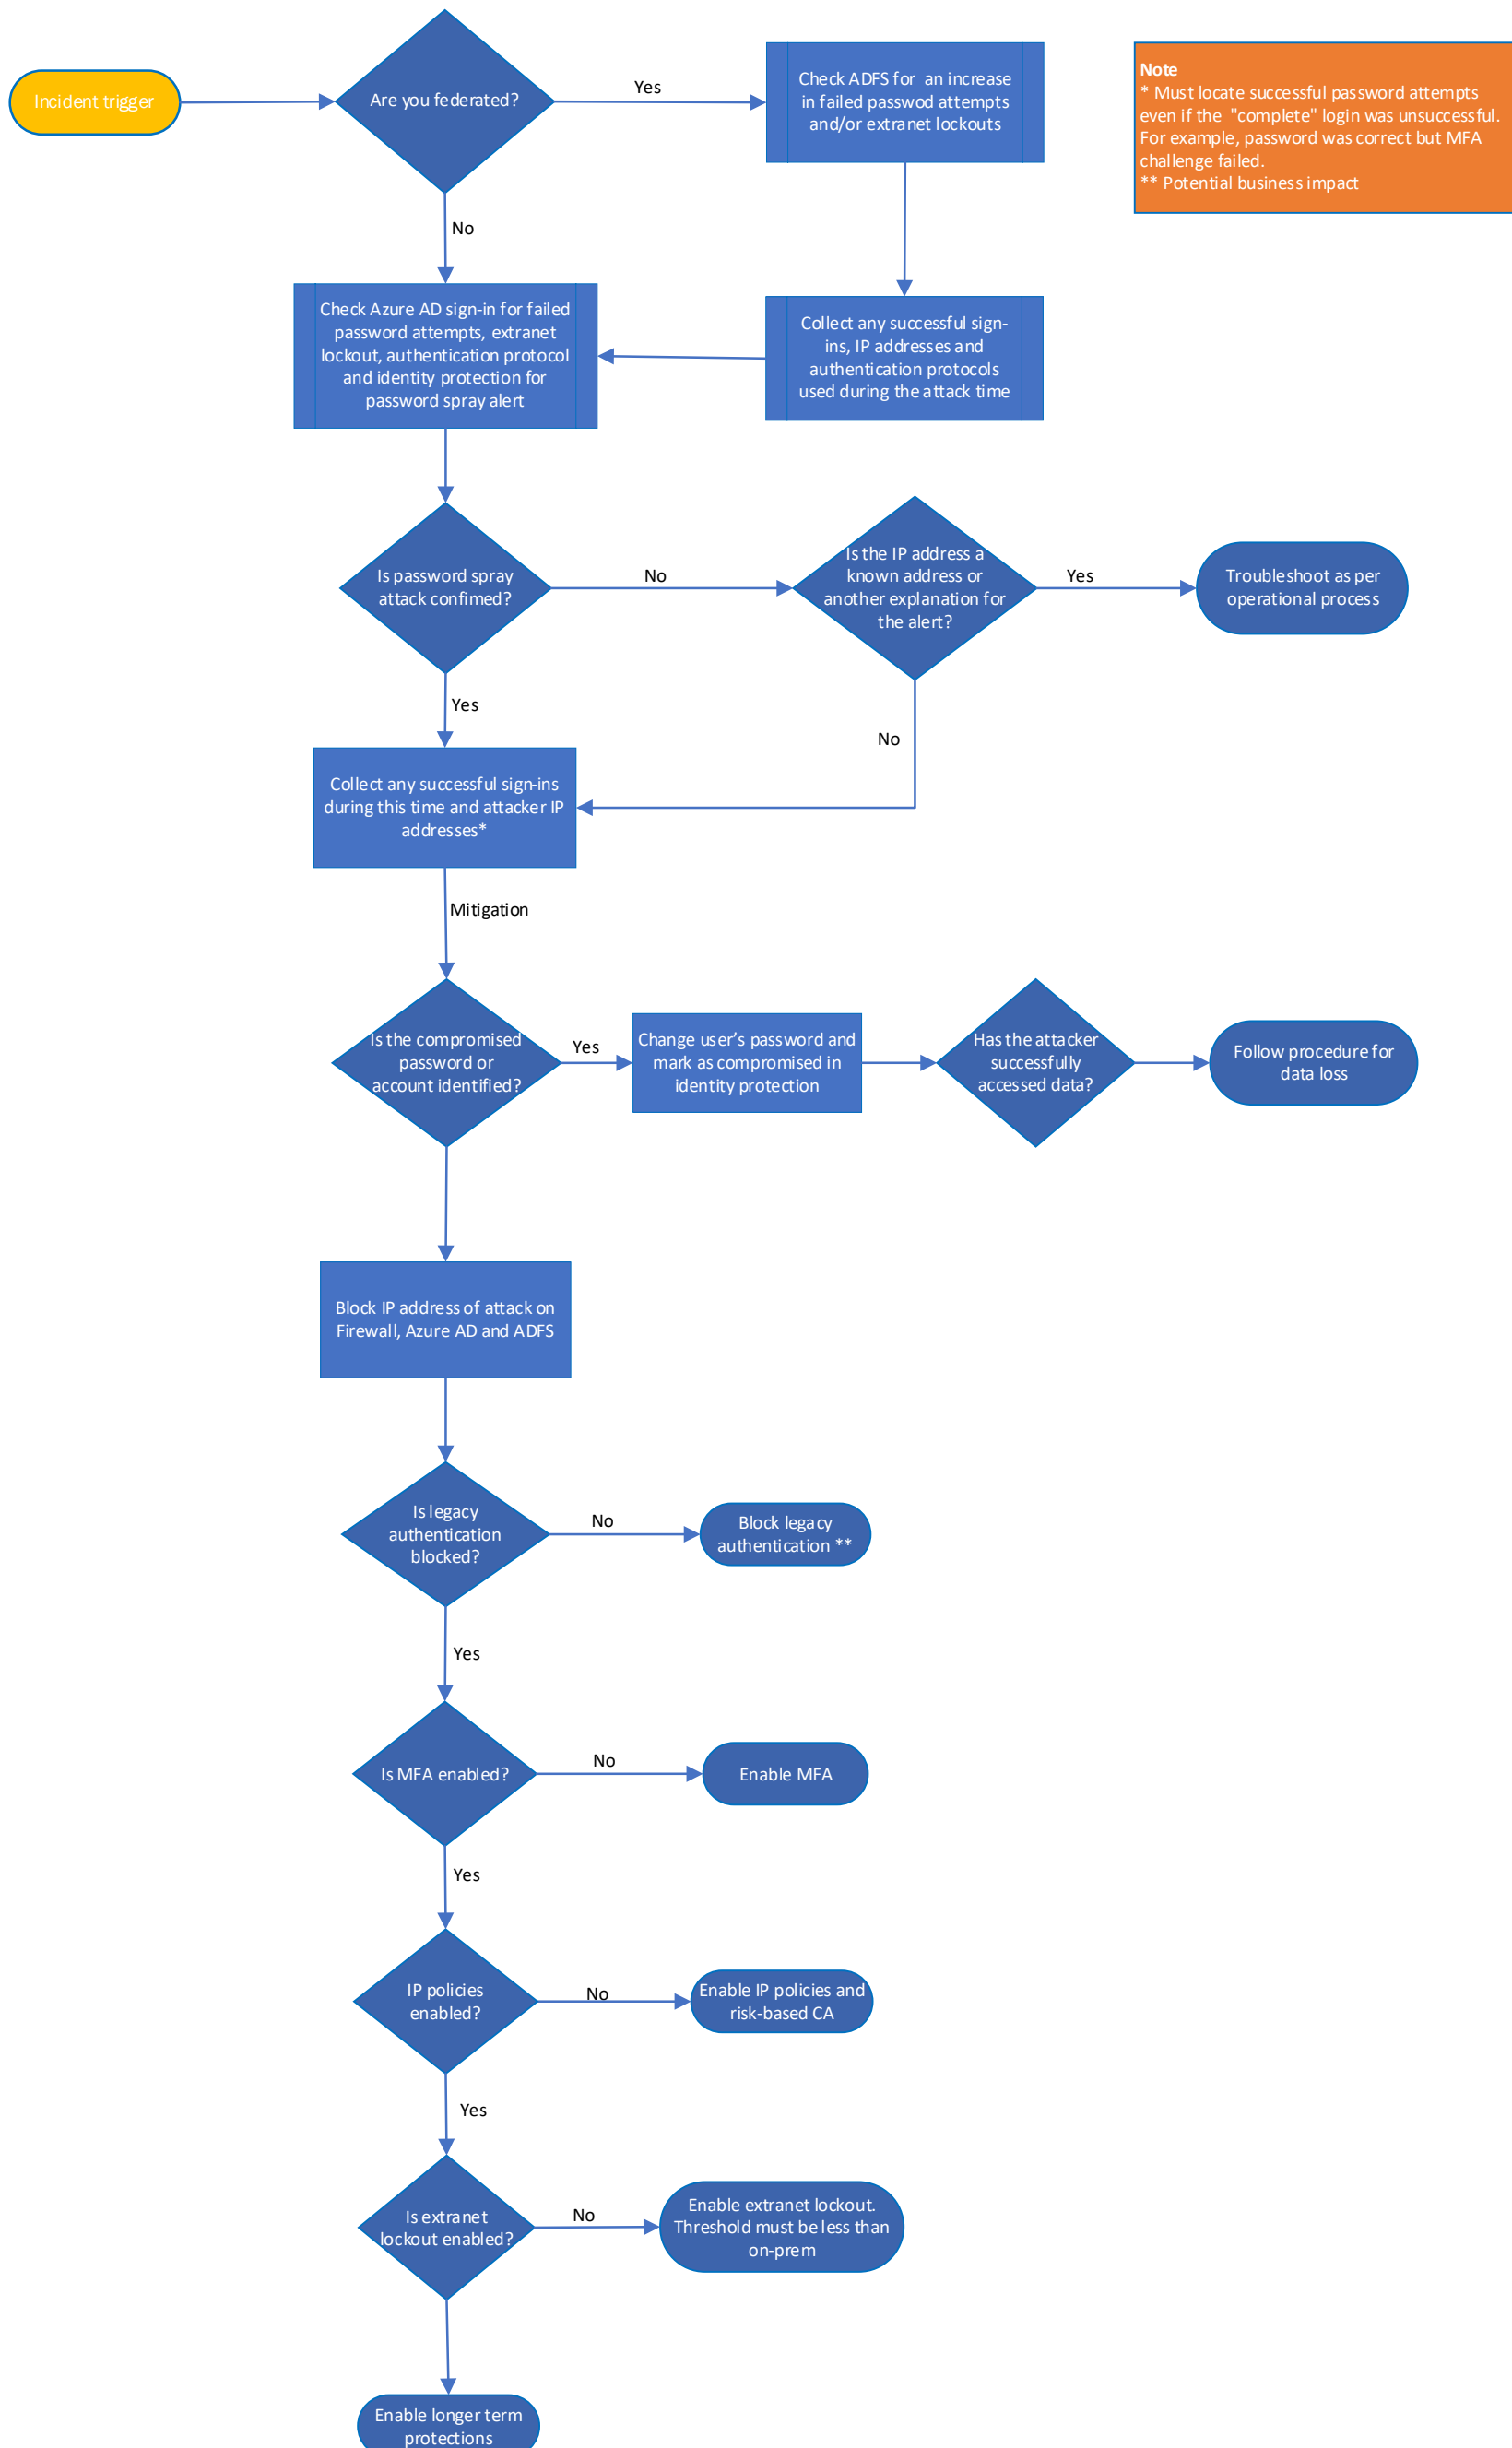 Incident trigger
Are you federated?
Yes
Check ADFS for  an increase
in failed passwod attempts
and/or extranet lockouts
Note
* Must locate successful password attempts
even if the  "complete" login was unsuccessful.
For example, password was correct but MFA
challenge failed.
** Potential business impact
No
Check Azure AD sign-in for failed
password attempts, extranet
lockout, authentication protocol
and identity protection for
password spray alert
Collect any successful sign-
ins, IP addresses and
authentication protocols
used during the attack time
Is password spray
attack confimed?
No
Is the IP address a
known address or
another explanation for
the alert?
Yes
Troubleshoot as per
operational process
Yes
No
Collect any successful sign-ins
during this time and attacker IP
addresses*
Mitigation
Is the compromised
password or
account identified?
Yes
Change user’s password and
mark as compromised in
identity protection
Has the attacker
successfully
accessed data?
Follow procedure for
data loss
Block IP address of attack on
Firewall, Azure AD and ADFS
Is legacy
authentication
blocked?
No
Block legacy
authentication **
Yes
Is MFA enabled?
No
Enable MFA
Yes
IP policies
enabled?
No
Enable IP policies and
risk-based CA
Yes
Is extranet
lockout enabled?
No
Enable extranet lockout.
Threshold must be less than
on-prem
Enable longer term
protections